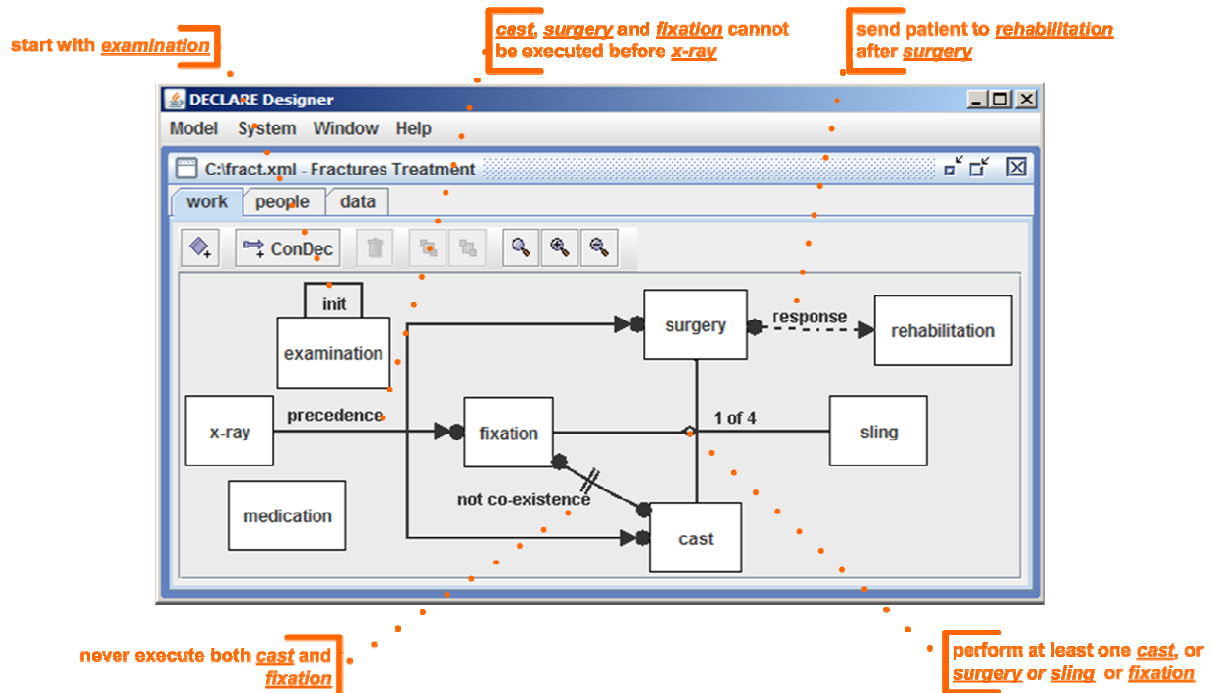 start with examination
cast, surgery and fixation cannot
be executed before x-ray
send patient to rehabilitation
after surgery
DECLARE Designer
Model System Window Help
C:\fract.xml - Fractures Treatment
work people data
ConDec
init
examination
surgery
response
rehabilitation
x-ray
precedence
fixation
1 of 4
sling
not co-existence
medication
cast
never execute both cast and
fixation
perform at least one cast, or
surgery or sling or fixation